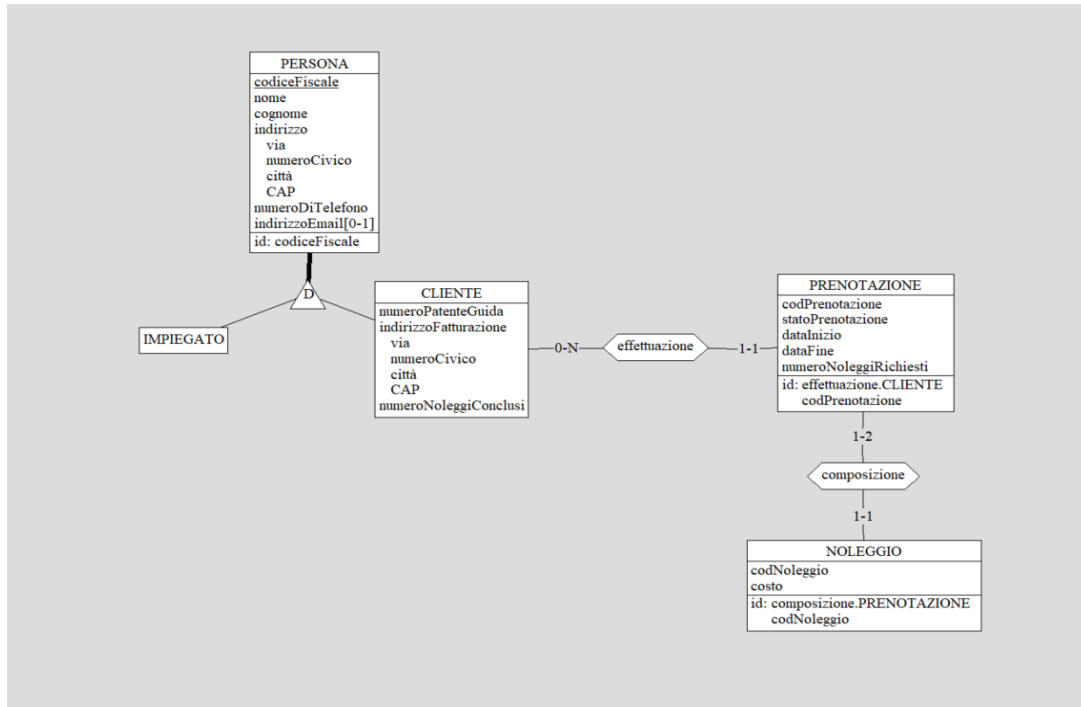 PERSONA
codiceFiscale
nome
cognome
indirizzo
via
numeroCivico
città
CAP
numeroDiTelefono
indirizzoEmail[0-1]
id: codiceFiscale
D
IMPIEGATO
CLIENTE
numeroPatenteGuida
indirizzoFatturazione
via
numeroCivico
città
CAP
numeroNoleggiConclusi
0-N
effettuazione
1-1
PRENOTAZIONE
codPrenotazione
statoPrenotazione
dataInizio
dataFine
numeroNoleggiRichiesti
id: effettuazione.CLIENTE
codPrenotazione
1-2
composizione
1-1
NOLEGGIO
codNoleggio
costo
id: composizione.PRENOTAZIONE
codNoleggio